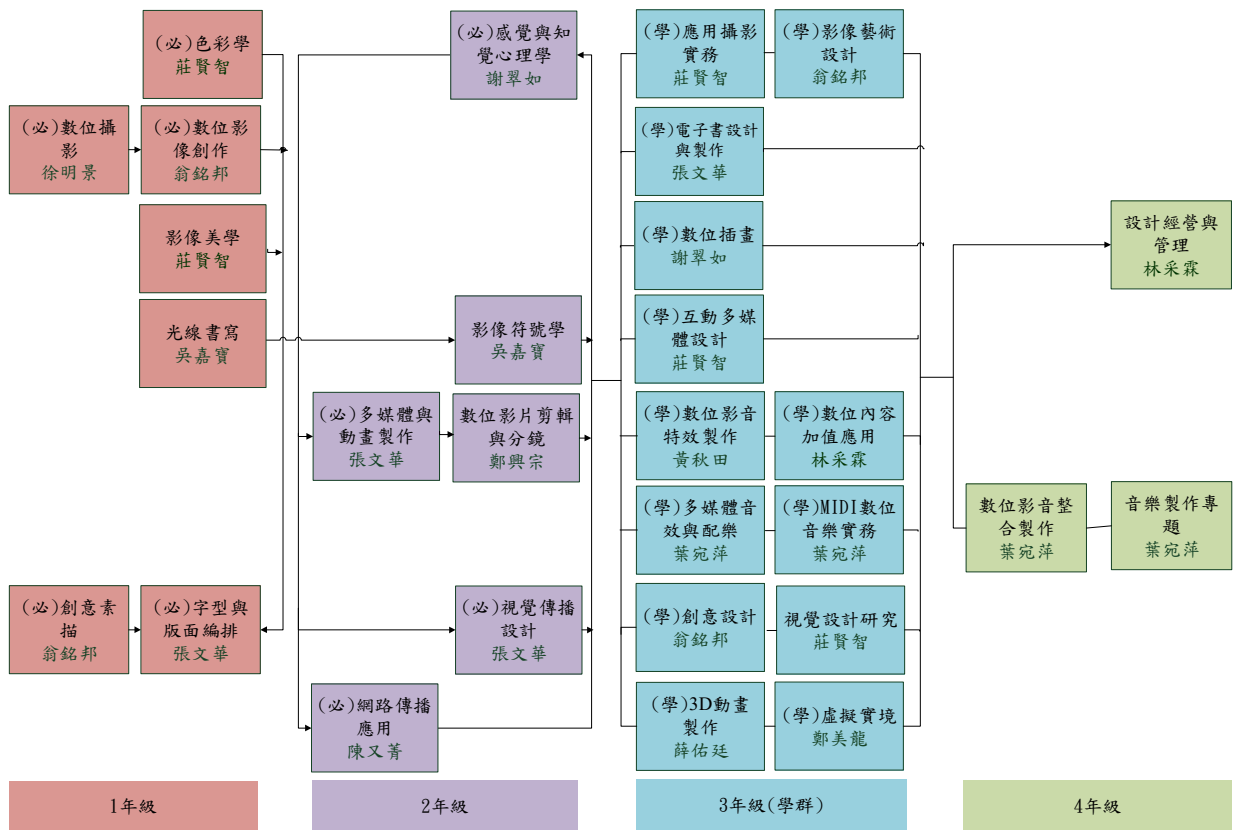 (必)色彩學
莊賢智
(必)數位攝
影
徐明景
(必)數位影
像創作
翁銘邦
影像美學
莊賢智
光線書寫
吳嘉寶
(必)創意素
描
翁銘邦
(必)字型與
版面編排
張文華
1年級
(必)感覺與知
覺心理學
謝翠如
影像符號學
吳嘉寶
(必)多媒體與
動畫製作
張文華
數位影片剪輯
與分鏡
鄭興宗
(必)視覺傳播
設計
張文華
(必)網路傳播
應用
陳又菁
2年級
(學)應用攝影
實務
莊賢智
(學)影像藝術
設計
翁銘邦
(學)電子書設計
與製作
張文華
(學)數位插畫
謝翠如
(學)互動多媒
體設計
莊賢智
(學)數位影音
特效製作
黃秋田
(學)數位內容
加值應用
林采霖
(學)多媒體音
效與配樂
葉宛萍
(學)MIDI數位
音樂實務
葉宛萍
(學)創意設計
翁銘邦
視覺設計研究
莊賢智
(學)3D動畫
製作
薛佑廷
(學)虛擬實境
鄭美龍
3年級(學群)
設計經營與
管理
林采霖
數位影音整
合製作
葉宛萍
音樂製作專
題
葉宛萍
4年級